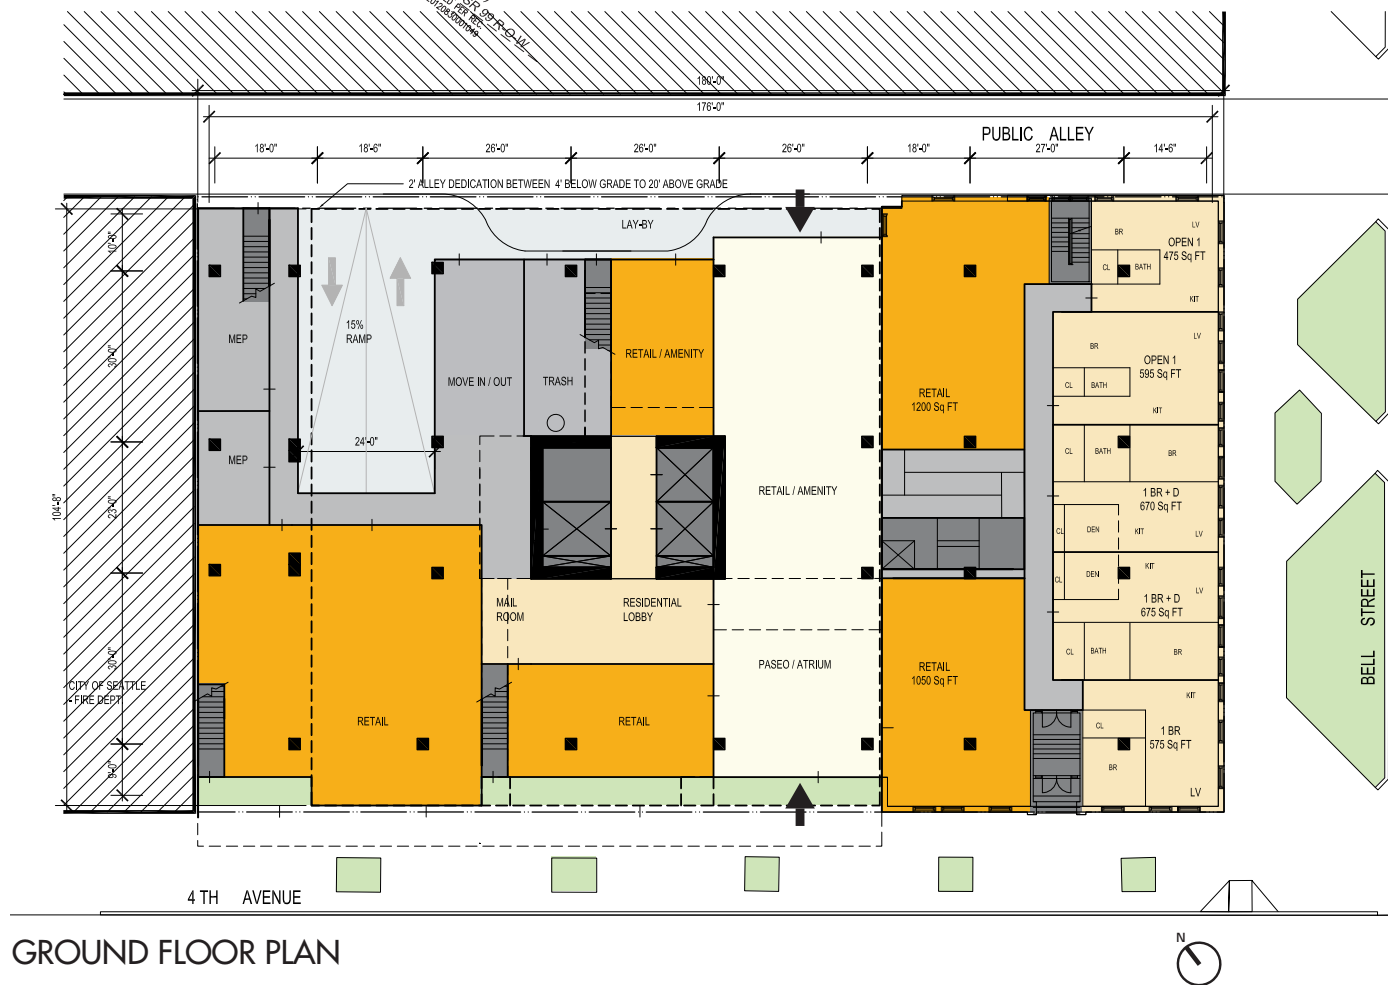 SR 99 R-O-W
PER REC.
20120830001049
180'-0"
176'-0"
PUBLIC ALLEY
18'-0"
18'-6"
26'-0"
26'-0"
26'-0"
18'-0"
27'-0"
14'-6"
2' ALLEY DEDICATION BETWEEN 4' BELOW GRADE TO 20' ABOVE GRADE
LAY-BY
10'-8"
30'-0"
23'-0"
30'-0"
9'-0"
104'-8"
MEP
MEP
15%
RAMP
24'-0"
MOVE IN / OUT
TRASH
RETAIL / AMENITY
RETAIL / AMENITY
RETAIL
1200 Sq FT
BR
LV
OPEN 1
475 Sq FT
CL
BATH
KIT
LV
BR
OPEN 1
595 Sq FT
CL
BATH
KIT
CL
BATH
BR
1 BR + D
670 Sq FT
CL
DEN
KIT
LV
KIT
CL
DEN
LV
1 BR + D
675 Sq FT
CL
BATH
BR
KIT
CL
1 BR
575 Sq FT
BR
LV
MAIL
ROOM
RESIDENTIAL
LOBBY
PASEO / ATRIUM
RETAIL
1050 Sq FT
CITY OF SEATTLE
- FIRE DEPT
RETAIL
RETAIL
BELL STREET
4 TH AVENUE
GROUND FLOOR PLAN
N